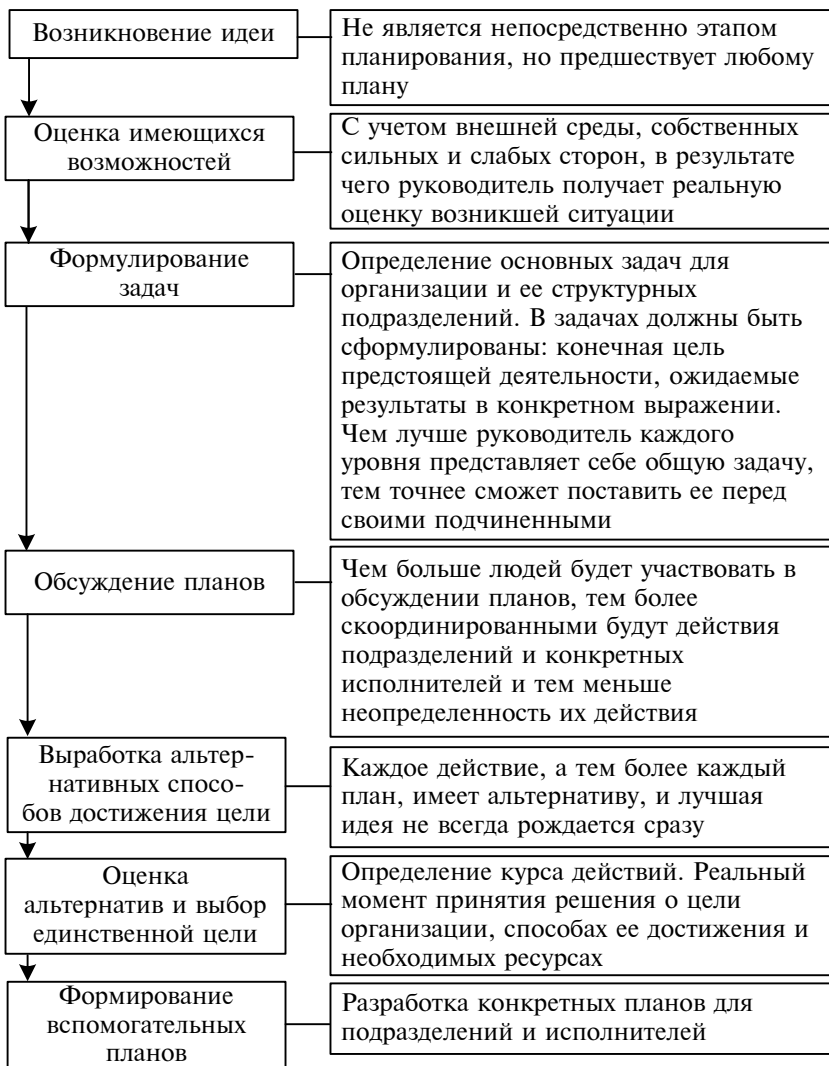 Возникновение идеи
Не является непосредственно этапом
планирования, но предшествует любому
плану
Оценка имеющихся
возможностей
С учетом внешней среды, собственных
сильных и слабых сторон, в результате
чего руководитель получает реальную
оценку возникшей ситуации
Формулирование
задач
Определение основных задач для
организации и ее структурных
подразделений. В задачах должны быть
сформулированы: конечная цель
предстоящей деятельности, ожидаемые
результаты в конкретном выражении.
Чем лучше руководитель каждого
уровня представляет себе общую задачу,
тем точнее сможет поставить ее перед
своими подчиненными
Обсуждение планов
Чем больше людей будет участвовать в
обсуждении планов, тем более
скоординированными будут действия
подразделений и конкретных
исполнителей и тем меньше
неопределенность их действия
Выработка альтер-
нативных спосо-
бов достижения цели
Каждое действие, а тем более каждый
план, имеет альтернативу, и лучшая
идея не всегда рождается сразу
Оценка
альтернатив и выбор
единственной цели
Определение курса действий. Реальный
момент принятия решения о цели
организации, способах ее достижения и
необходимых ресурсах
Формирование
вспомогательных
планов
Разработка конкретных планов для
подразделений и исполнителей